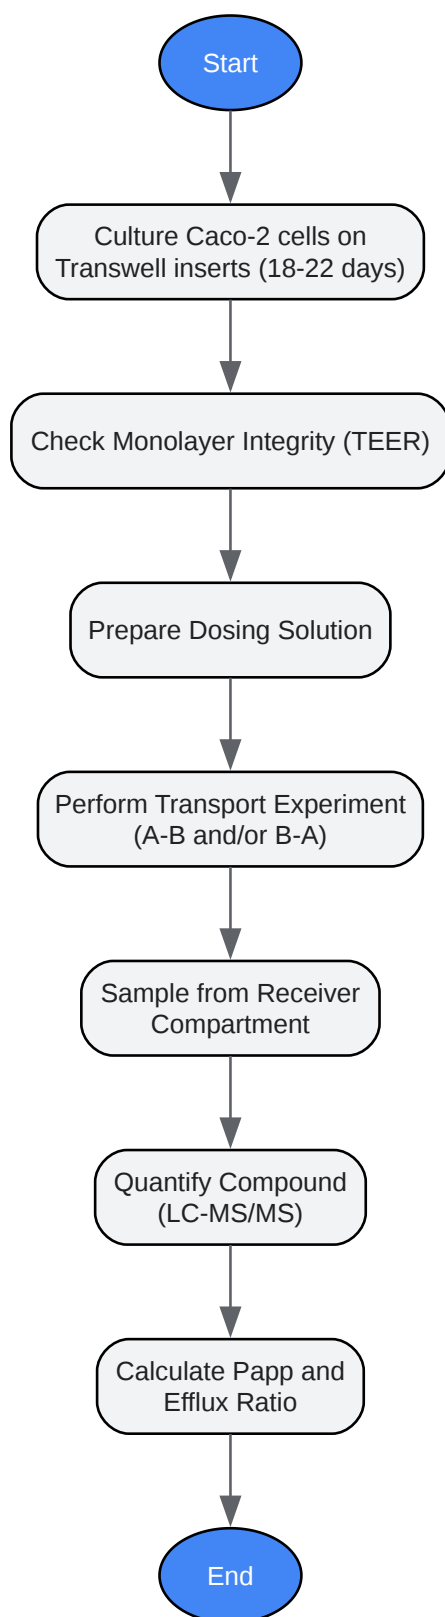 Start
Culture Caco-2 cells on
Transwell inserts (18-22 days)
Check Monolayer Integrity (TEER)
Prepare Dosing Solution
Perform Transport Experiment
(A-B and/or B-A)
Sample from Receiver
Compartment
Quantify Compound
(LC-MS/MS)
Calculate Papp and
Efflux Ratio
End